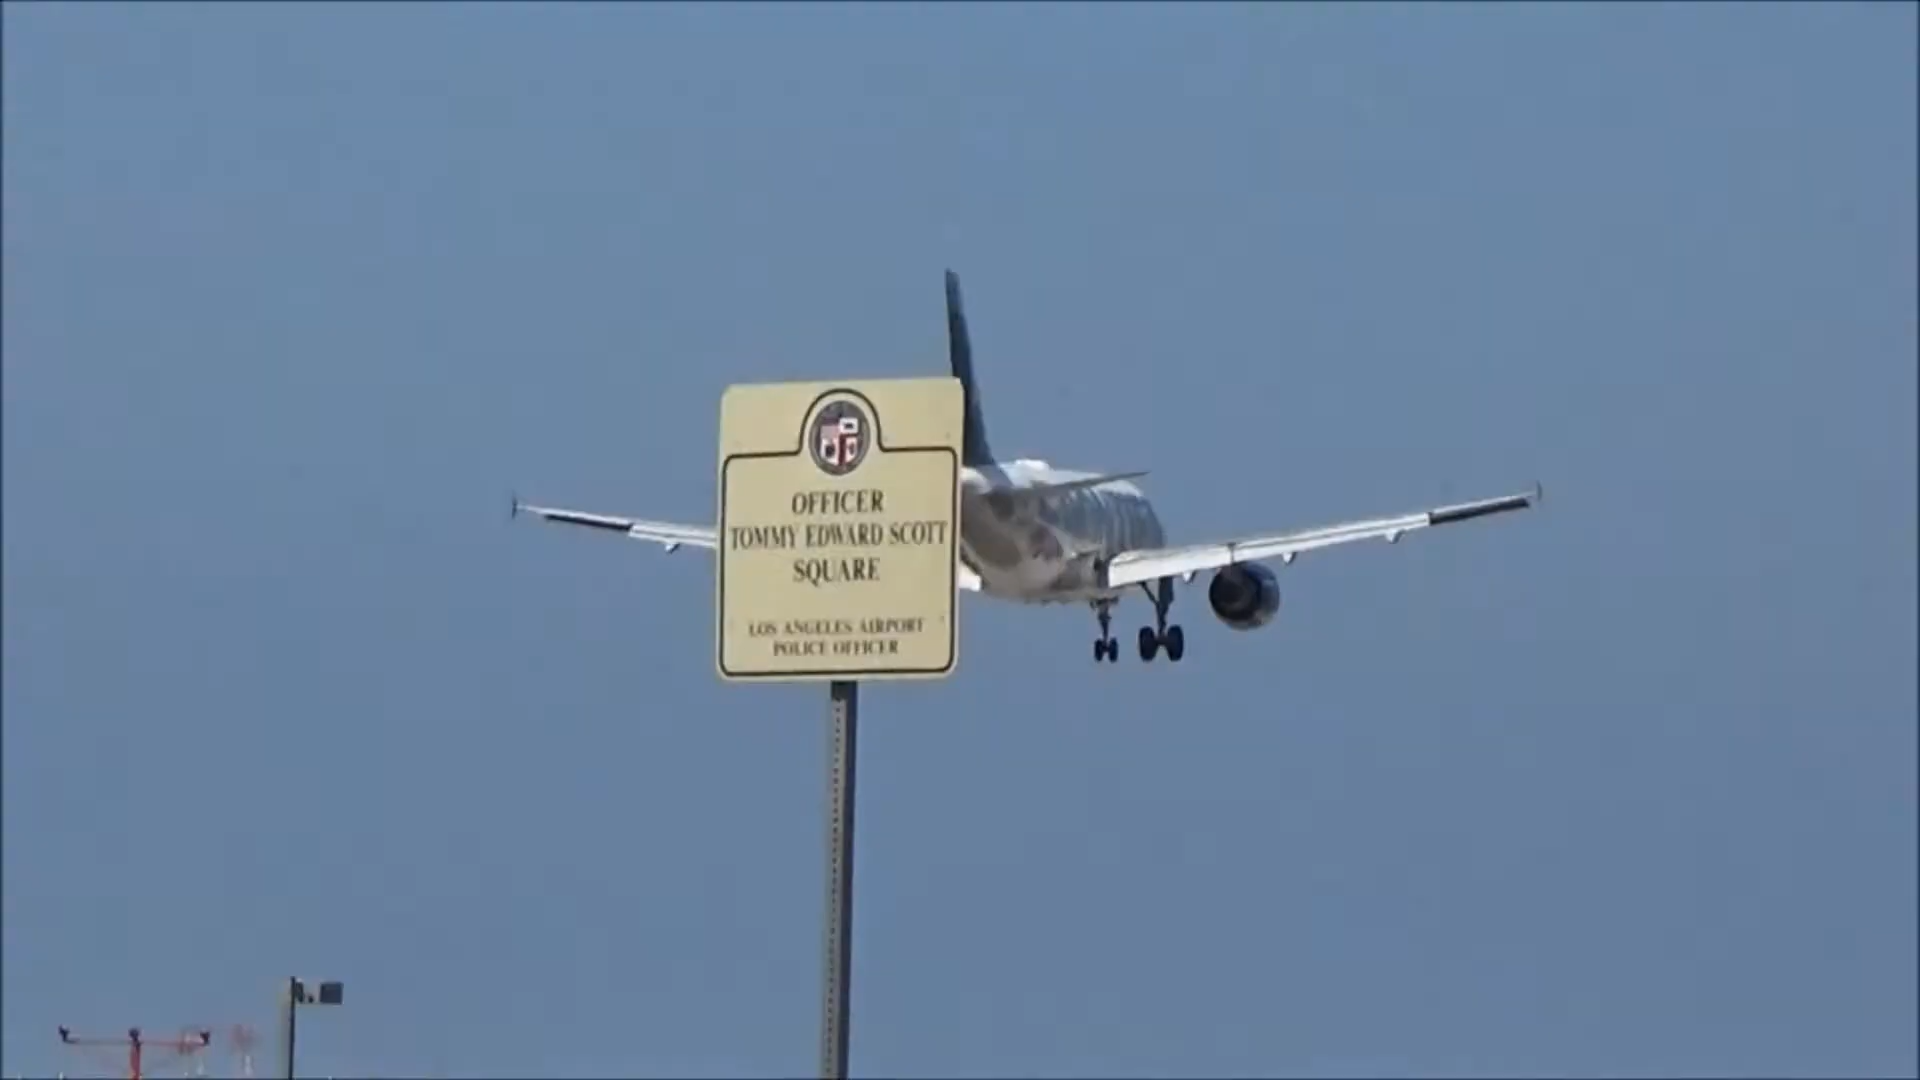 OFFICER
TOMMY EDWARD SCOTT
SQUARE
LOS ANGELES AIRPORT
POLICE OFFICER